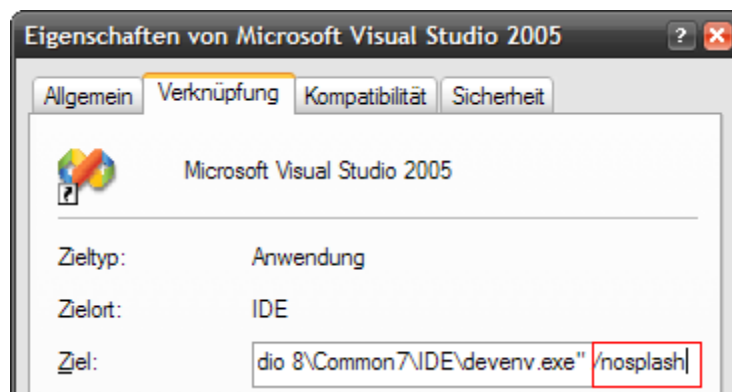 Eigenschaften von Microsoft Visual Studio 2005
Allgemein Verknüpfung Kompatibilität Sicherheit
Microsoft Visual Studio 2005
Zieltyp: Anwendung
Zielort: IDE
Ziel: dio 8\Common7\IDE\devenv.exe" /nosplash